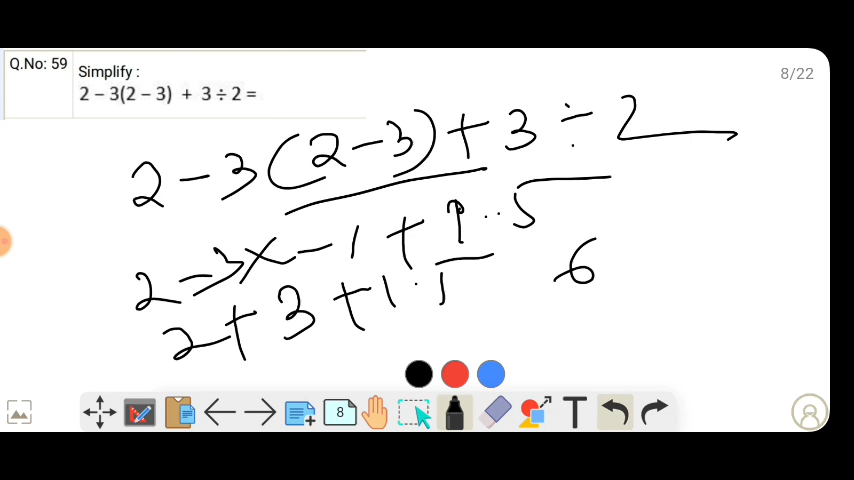 8/22
Q.No: 59
Simplify :
2 – 3(2 – 3) + 3 ÷ 2 =
2 - 3 (2 - 3) + 3 ÷ 2
2 - 3 x - 1 + 1.5
2 + 3 + 1.5
6
8
T